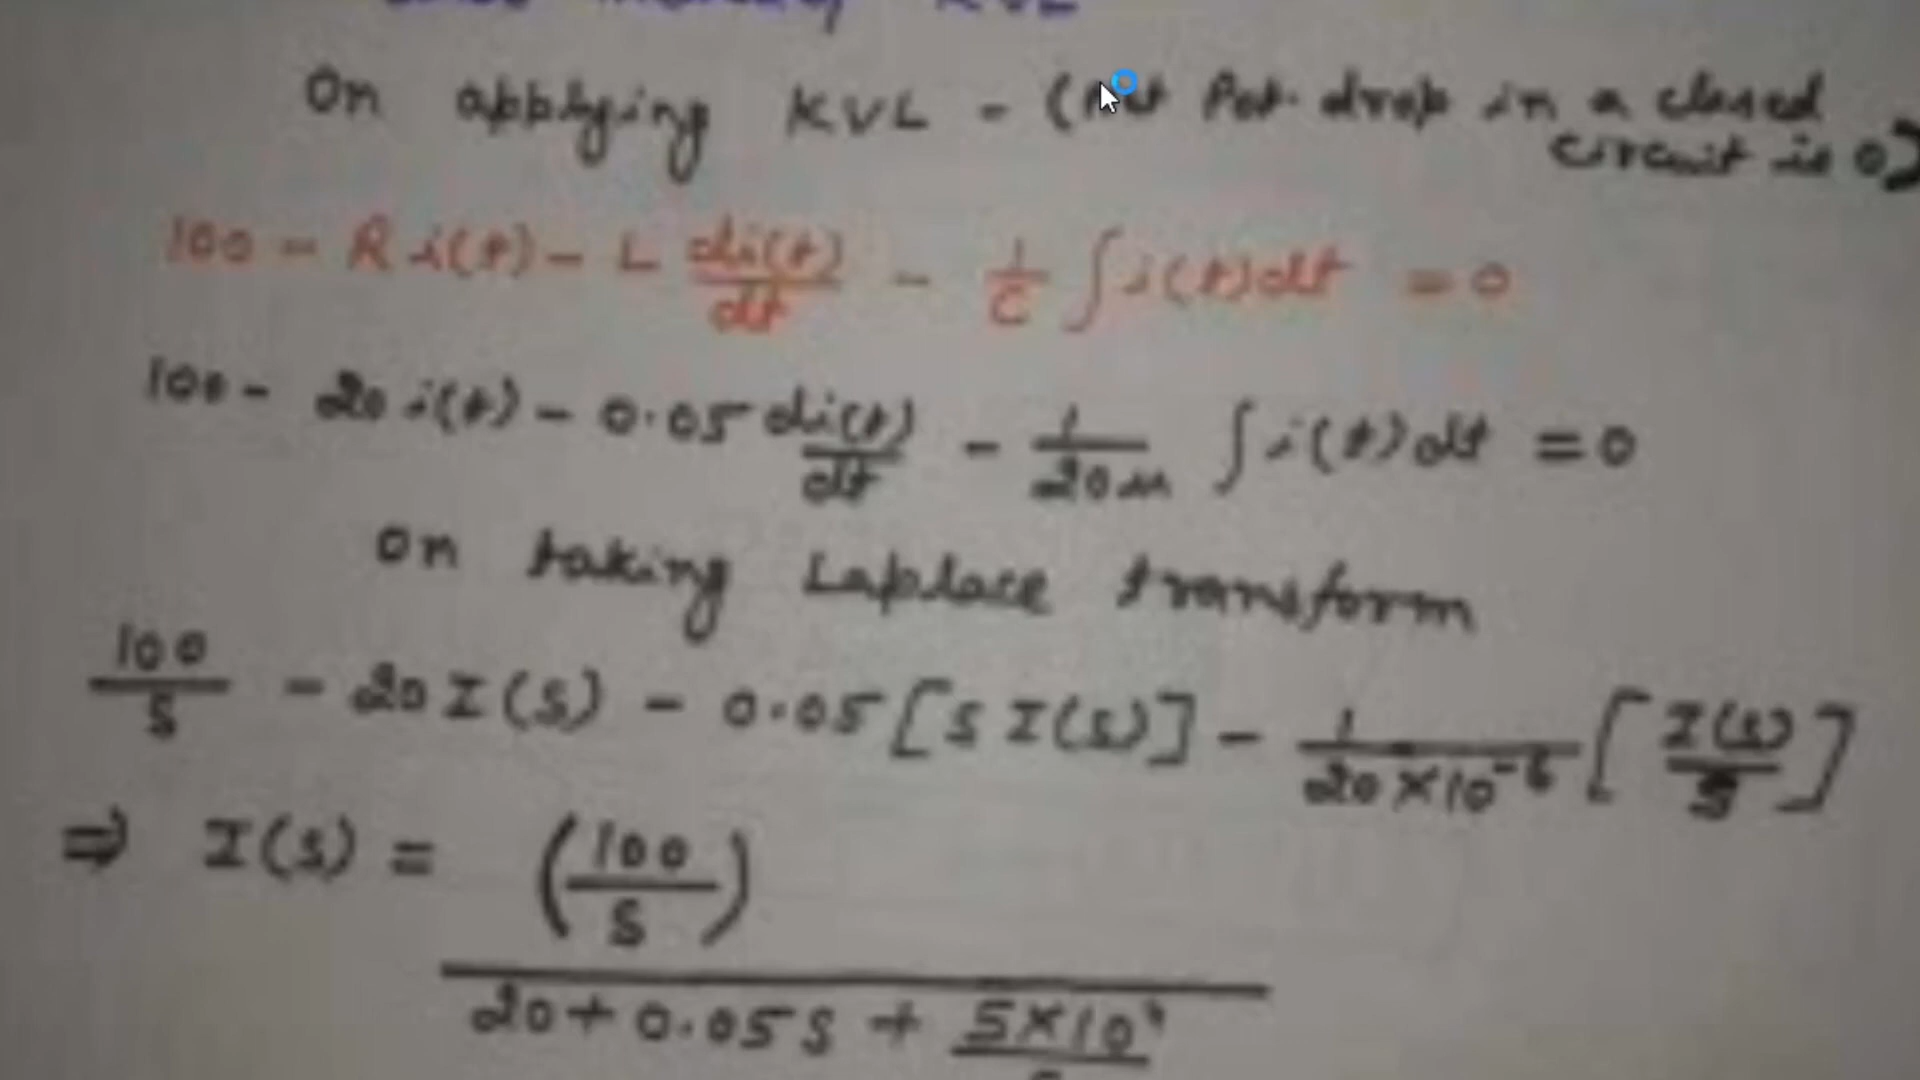 KVL
On applying KVL - (Net Pot. drop in a closed
circuit is 0)
100 - R i(t) - L di(t)/dt - 1/C ∫ i(t) dt = 0
100 - 20 i(t) - 0.05 di(t)/dt - 1/20μ ∫ i(t) dt = 0
On taking Laplace transform
100/S - 20 I(S) - 0.05 [S I(S)] - 1/20×10⁻⁶ [I(S)/S]
⇒ I(S) = (100/S)
20 + 0.05 S + 5×10⁴